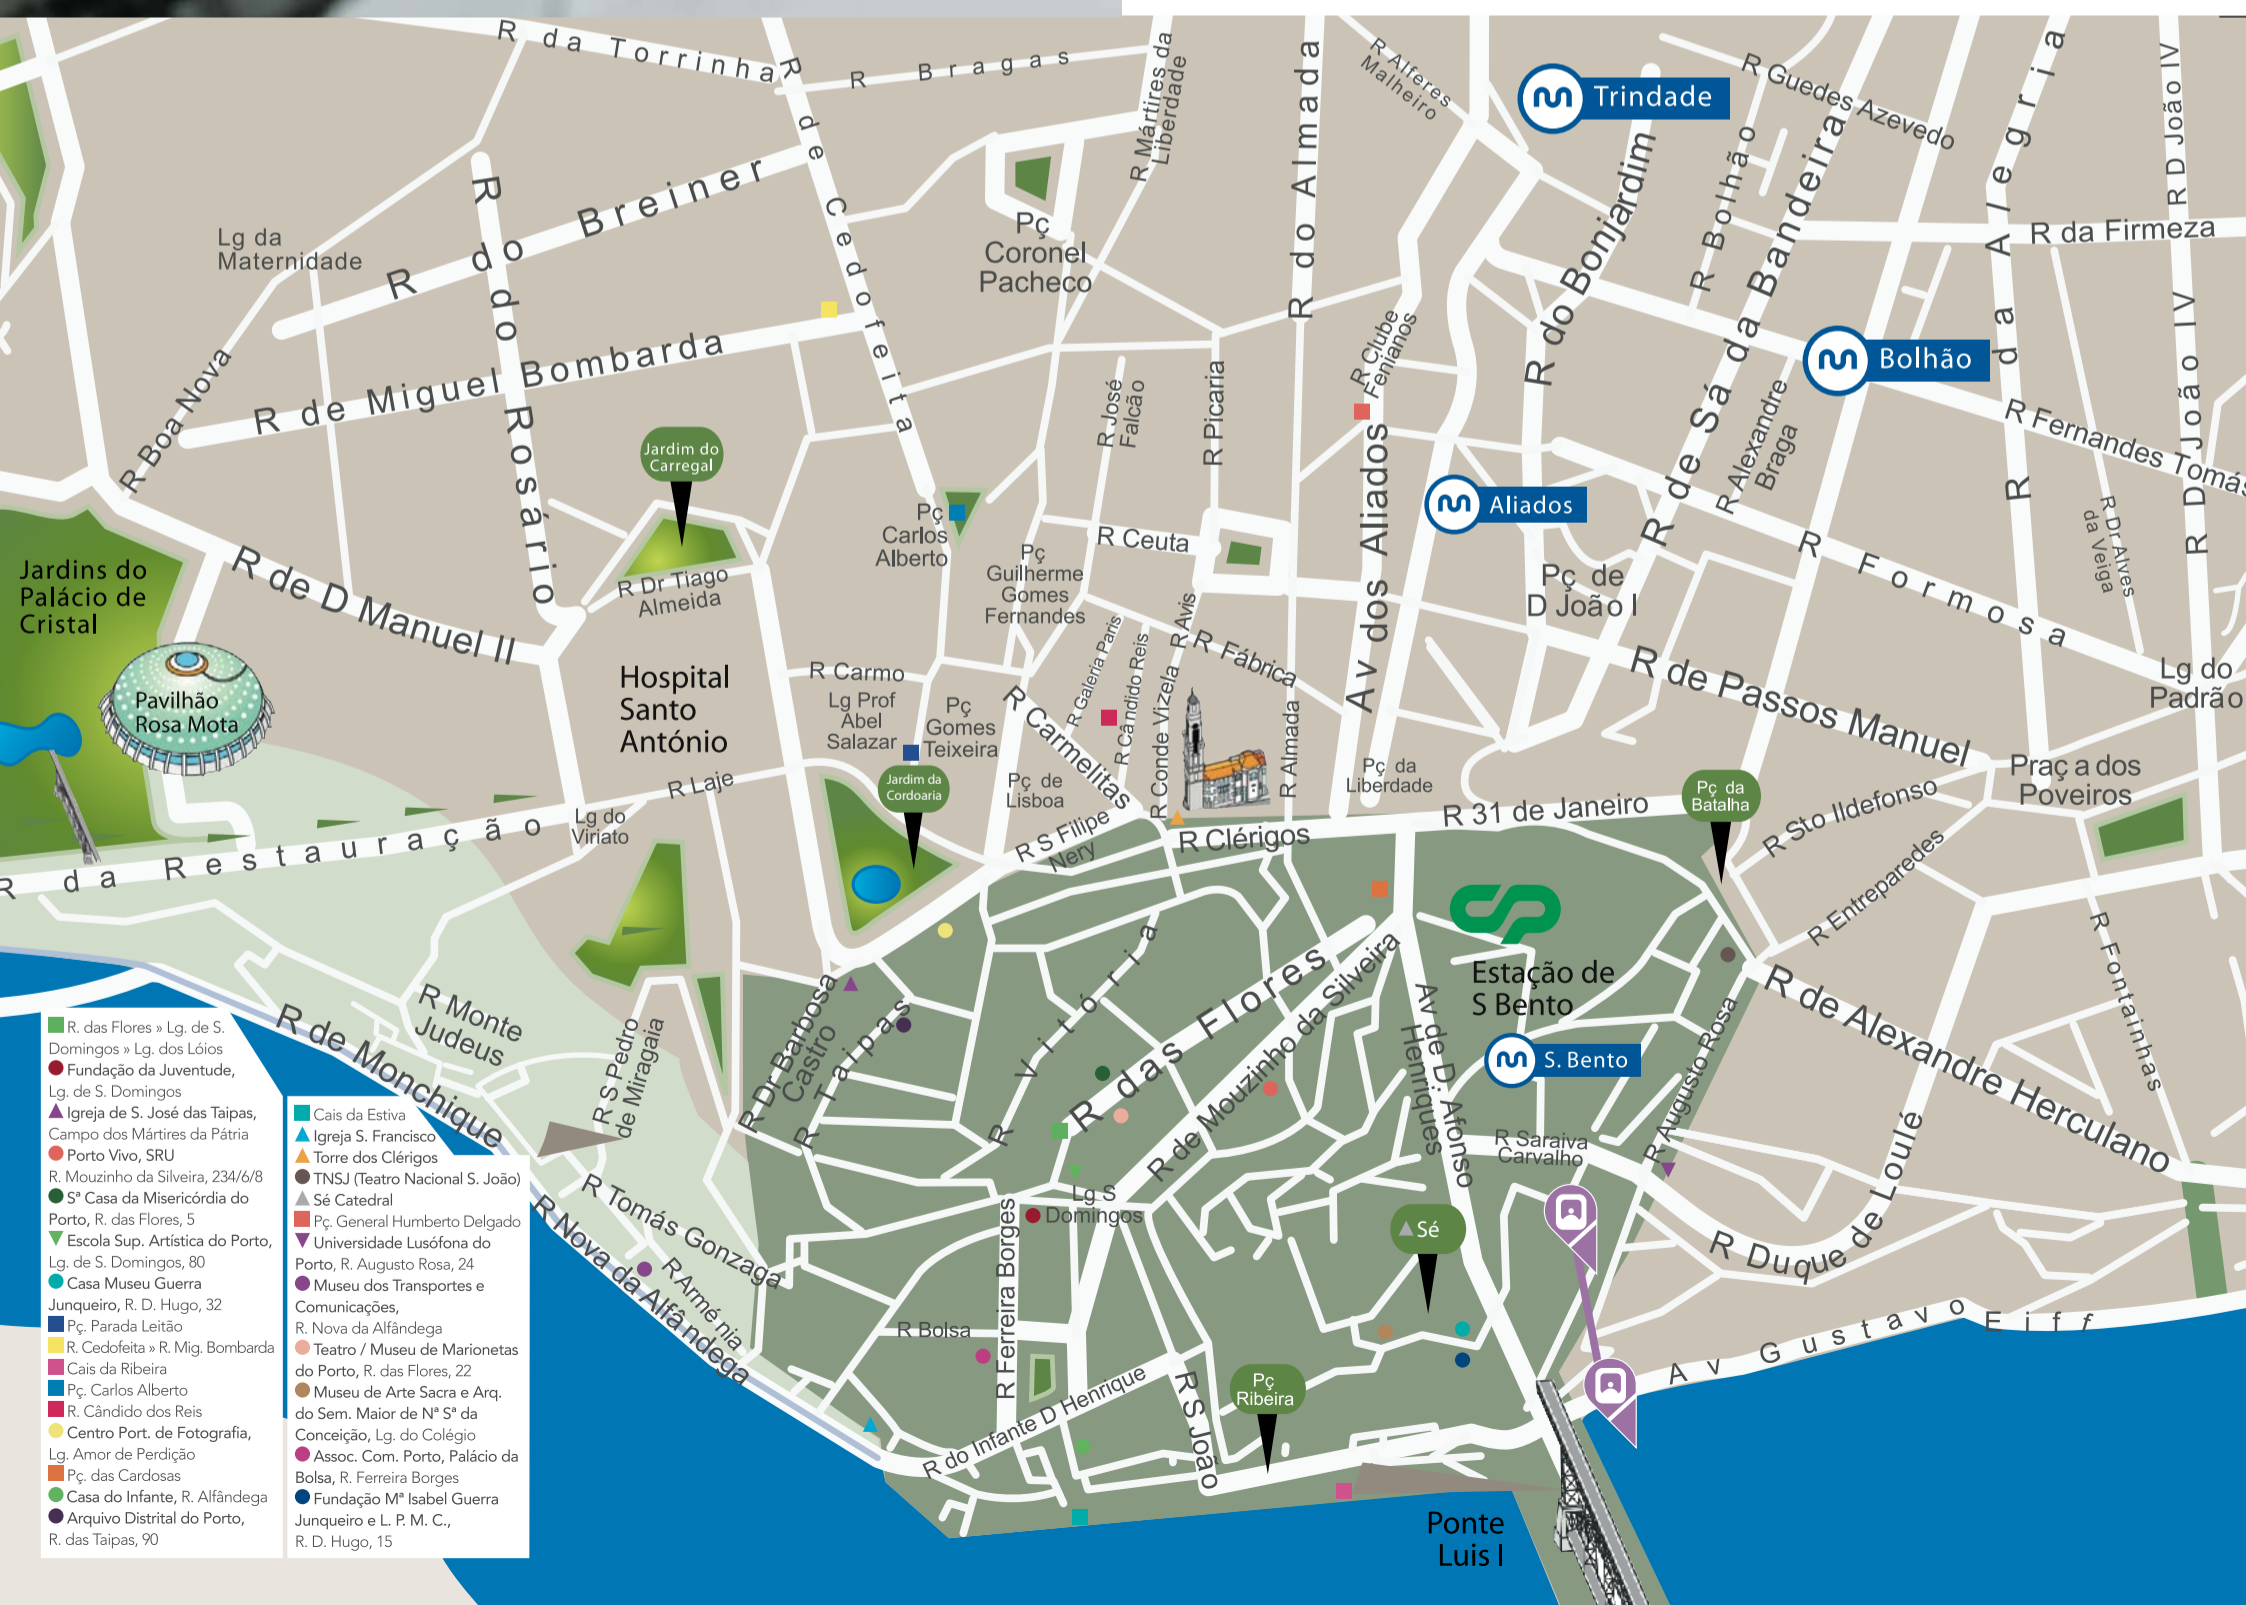 R da Torrinha
R Bragas
R Mártires da
Liberdade
R do Almada
R Alferes
Malheiro
Trindade
R Guedes Azevedo
R da Alegria
R D João IV
R de Cedofeita
R do Breiner
R do Rosário
Lg da
Maternidade
Pç
Coronel
Pacheco
R do Bonjardim
R Bolhão
R de Sá da Bandeira
R da Firmeza
R de Miguel Bombarda
R Boa Nova
R José
Falcão
R Picaria
R Clube
Fenianos
Bolhão
R Alexandre
Braga
R Fernandes Tomás
R D João IV
Jardim do
Carregal
Pç
Carlos
Alberto
R Ceuta
Av dos Aliados
Aliados
R Formosa
R Dr Alves
da Veiga
Jardins do
Palácio de
Cristal
R de D Manuel II
R Dr Tiago
Almeida
Pç
Guilherme
Gomes
Fernandes
Pç de
D João I
R de Passos Manuel
Lg do
Padrão
Pavilhão
Rosa Mota
Hospital
Santo
António
R Carmo
Lg Prof
Abel
Salazar
Pç
Gomes
Teixeira
R Carmelitas
R Galeria Paris
R Cândido Reis
R Conde Vizela
R Avis
R Fábrica
R Almada
R Laje
Jardim da
Cordoaria
Pç de
Lisboa
Pç da
Liberdade
R 31 de Janeiro
Pç da
Batalha
R Sto Ildefonso
Praç a dos
Poveiros
Lg do
Viriato
R da Restauração
R S Filipe
Nery
R Clérigos
R Entreparedes
R Fontainhas
R Monte
Judeus
R de Monchique
R S Pedro
de Miragaia
R Dr Barbosa
Castro
R Taipas
R Vitória
R das Flores
R de Mouzinho da Silveira
Av de D Afonso
Henriques
Estação de
S Bento
S. Bento
R Augusto Rosa
R de Alexandre Herculano
R Saraiva
Carvalho
R Duque de Loulé
R Tomás Gonzaga
R Armé nia
R Nova da Alfândega
R Ferreira Borges
Lg S
Domingos
Sé
R Bolsa
R do Infante D Henrique
R S João
Pç
Ribeira
Av Gustavo Eiff
Ponte
Luis I
R. das Flores » Lg. de S.
Domingos » Lg. dos Lóios
Fundação da Juventude,
Lg. de S. Domingos
Igreja de S. José das Taipas,
Campo dos Mártires da Pátria
Porto Vivo, SRU
R. Mouzinho da Silveira, 234/6/8
Sª Casa da Misericórdia do
Porto, R. das Flores, 5
Escola Sup. Artística do Porto,
Lg. de S. Domingos, 80
Casa Museu Guerra
Junqueiro, R. D. Hugo, 32
Pç. Parada Leitão
R. Cedofeita » R. Mig. Bombarda
Cais da Ribeira
Pç. Carlos Alberto
R. Cândido dos Reis
Centro Port. de Fotografia,
Lg. Amor de Perdição
Pç. das Cardosas
Casa do Infante, R. Alfândega
Arquivo Distrital do Porto,
R. das Taipas, 90
Cais da Estiva
Igreja S. Francisco
Torre dos Clérigos
TNSJ (Teatro Nacional S. João)
Sé Catedral
Pç. General Humberto Delgado
Universidade Lusófona do
Porto, R. Augusto Rosa, 24
Museu dos Transportes e
Comunicações,
R. Nova da Alfândega
Teatro / Museu de Marionetas
do Porto, R. das Flores, 22
Museu de Arte Sacra e Arq.
do Sem. Maior de Nª Sª da
Conceição, Lg. do Colégio
Assoc. Com. Porto, Palácio da
Bolsa, R. Ferreira Borges
Fundação Mª Isabel Guerra
Junqueiro e L. P. M. C.,
R. D. Hugo, 15